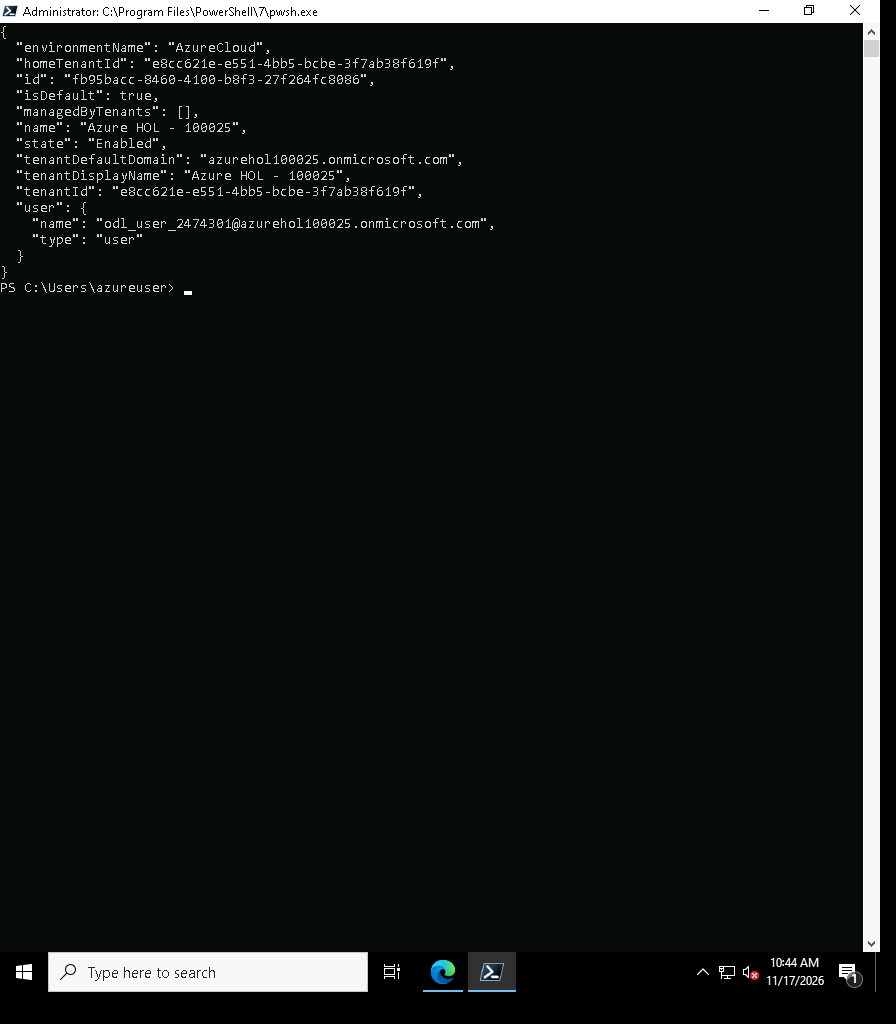 Administrator: C:\Program Files\PowerShell\7\pwsh.exe
{
  "environmentName": "AzureCloud",
  "homeTenantId": "e8cc621e-e551-4bb5-bcbe-3f7ab38f619f",
  "id": "fb95bacc-8460-4100-b8f3-27f264fc8086",
  "isDefault": true,
  "managedByTenants": [],
  "name": "Azure HOL - 100025",
  "state": "Enabled",
  "tenantDefaultDomain": "azurehol100025.onmicrosoft.com",
  "tenantDisplayName": "Azure HOL - 100025",
  "tenantId": "e8cc621e-e551-4bb5-bcbe-3f7ab38f619f",
  "user": {
    "name": "odl_user_2474301@azurehol100025.onmicrosoft.com",
    "type": "user"
  }
}
PS C:\Users\azureuser>
Type here to search
10:44 AM
11/17/2026
1